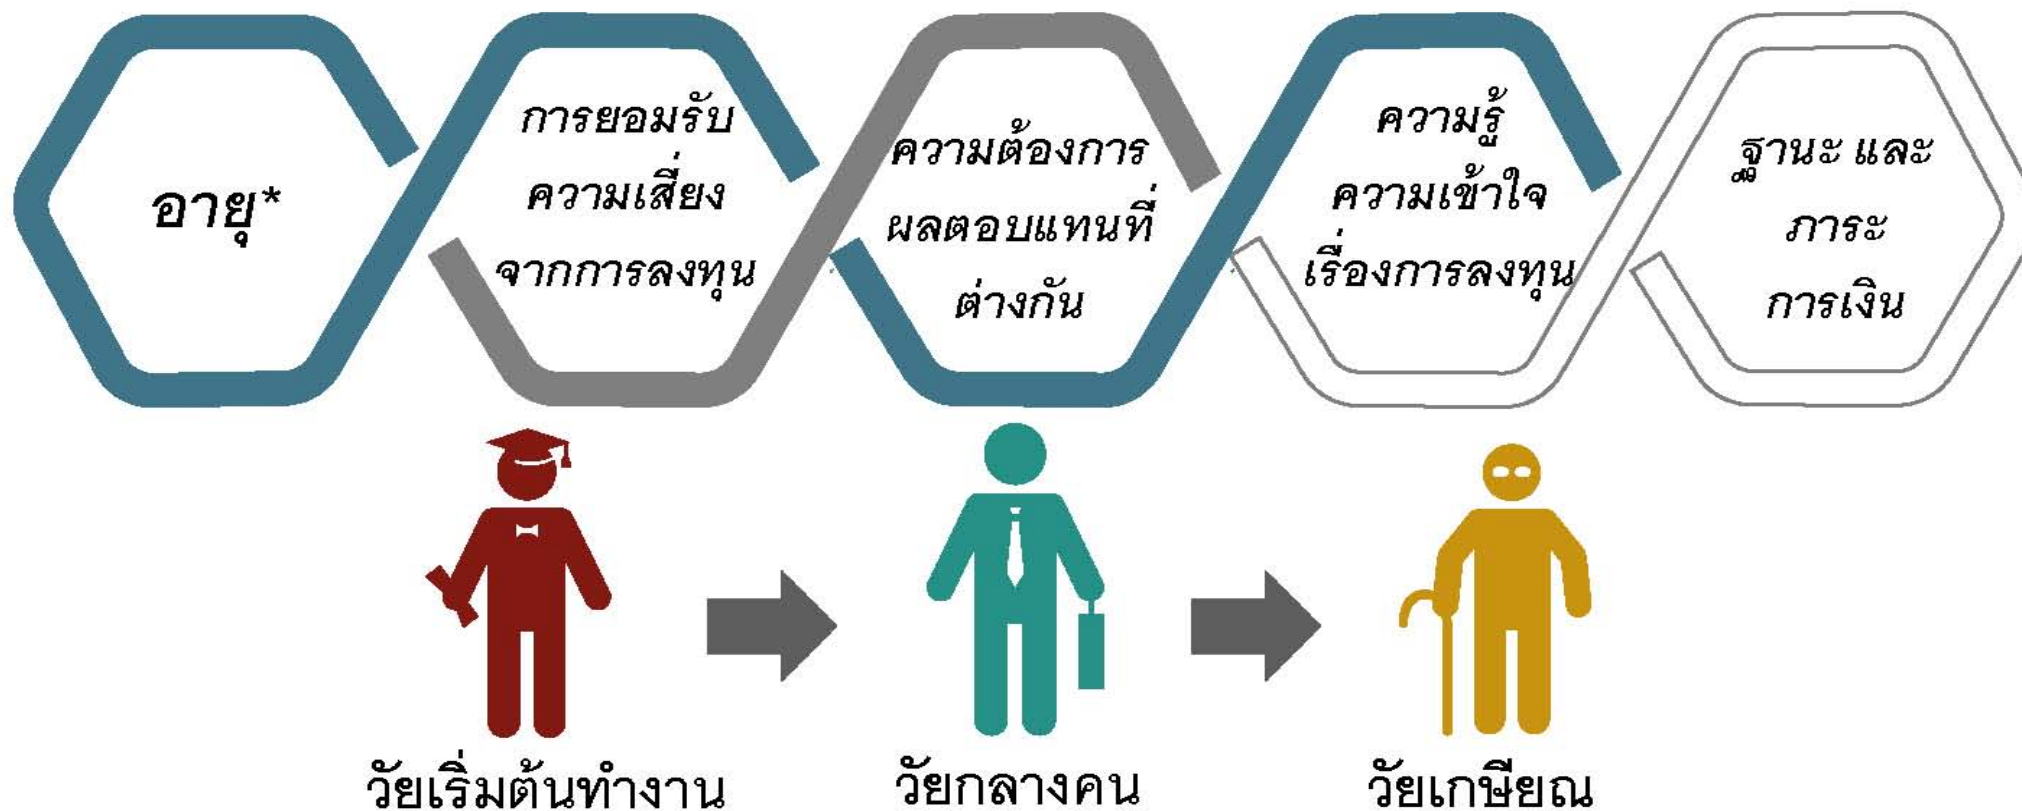 อายุ*
การยอมรับ
ความเสี่ยง
จากการลงทุน
ความต้องการ
ผลตอบแทนที่
ต่างกัน
ความรู้
ความเข้าใจ
เรื่องการลงทุน
ฐานะ และ
ภาระ
การเงิน
วัยเริ่มต้นทำงาน
วัยกลางคน
วัยเกษียณ